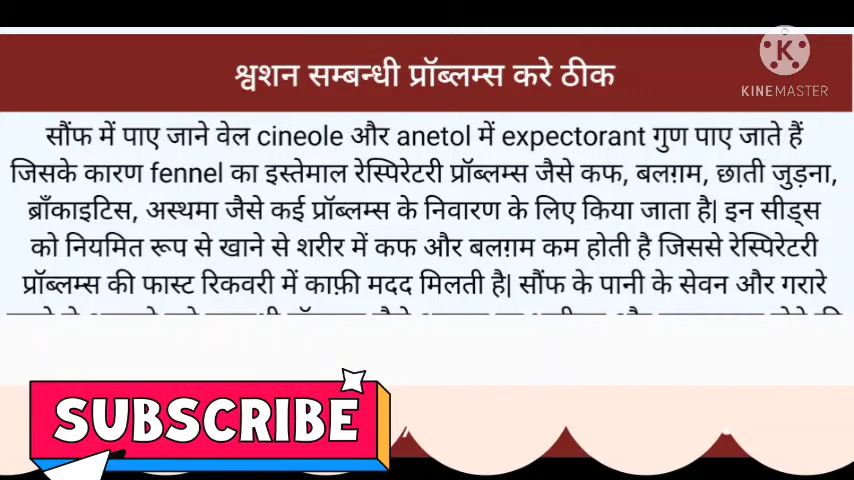 श्वशन सम्बन्धी प्रॉब्लम्स करे ठीक
KINEMASTER
सौंफ में पाए जाने वेल cineole और anetol में expectorant गुण पाए जाते हैं
जिसके कारण fennel का इस्तेमाल रेस्पिरेटरी प्रॉब्लम्स जैसे कफ, बलग़म, छाती जुड़ना,
ब्राँकाइटिस, अस्थमा जैसे कई प्रॉब्लम्स के निवारण के लिए किया जाता है| इन सीड्स
को नियमित रूप से खाने से शरीर में कफ और बलग़म कम होती है जिससे रेस्पिरेटरी
प्रॉब्लम्स की फास्ट रिकवरी में काफ़ी मदद मिलती है| सौंफ के पानी के सेवन और गरारे
SUBSCRIBE